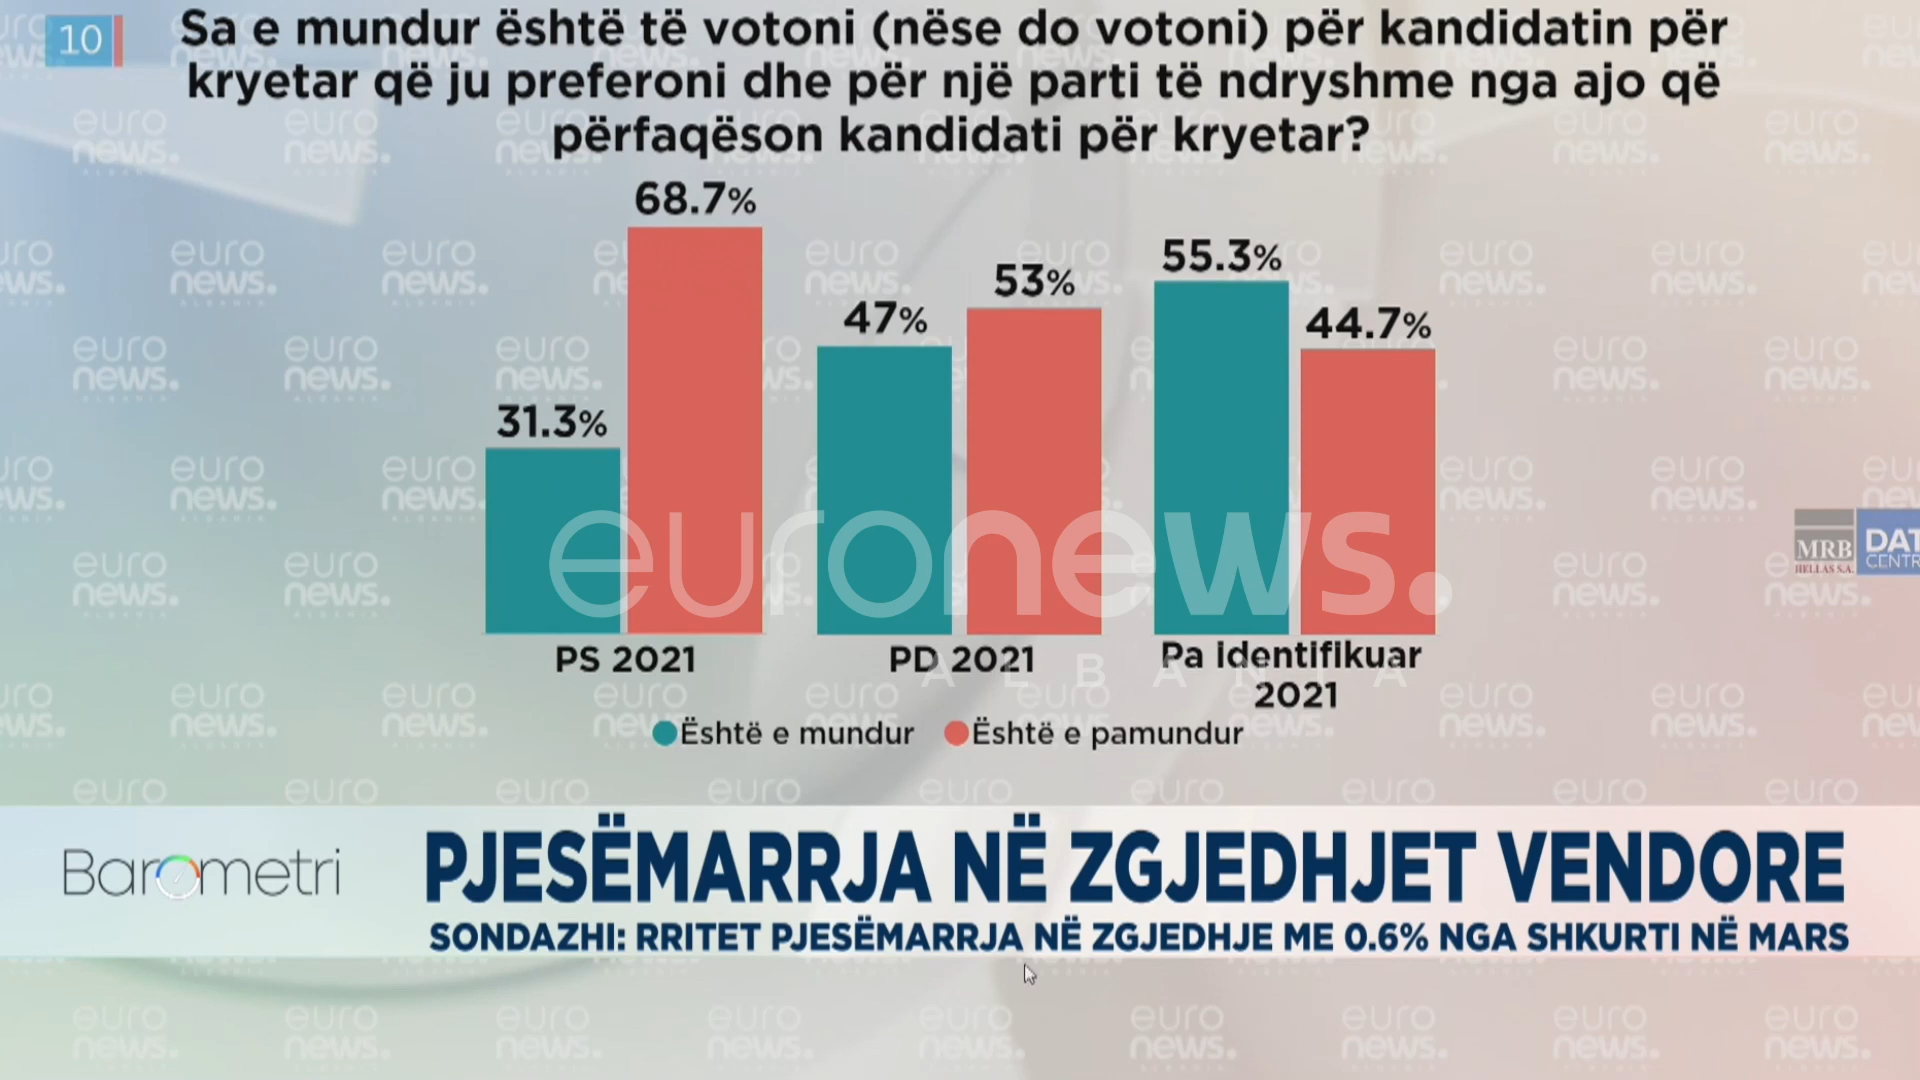 10
Sa e mundur është të votoni (nëse do votoni) për kandidatin për
kryetar që ju preferoni dhe për një parti të ndryshme nga ajo që
përfaqëson kandidati për kryetar?
68.7%
55.3%
53%
47%
44.7%
31.3%
euronews.
ALBANIA
MRB
HELLAS S.A.
PS 2021
PD 2021
Pa identifikuar
2021
Është e mundur
Është e pamundur
Barometri
PJESËMARRJA NË ZGJEDHJET VENDORE
SONDAZHI: RRITET PJESËMARRJA NË ZGJEDHJE ME 0.6% NGA SHKURTI NË MARS